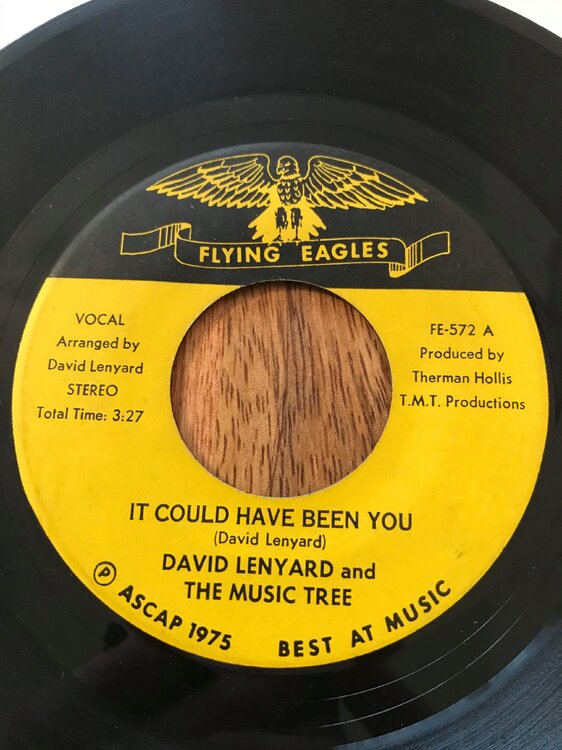 FLYING EAGLES
VOCAL
Arranged by
David Lenyard
STEREO
Total Time: 3:27
FE-572 A
Produced by
Therman Hollis
T.M.T. Productions
IT COULD HAVE BEEN YOU
(David Lenyard)
DAVID LENYARD and
THE MUSIC TREE
Ⓟ ASCAP 1975 BEST AT MUSIC